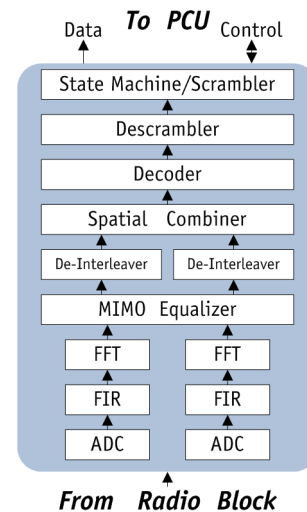 To PCU
Data Control
State Machine/Scrambler
Descrambler
Decoder
Spatial Combiner
De-Interleaver De-Interleaver
MIMO Equalizer
FFT FFT
FIR FIR
ADC ADC
From Radio Block